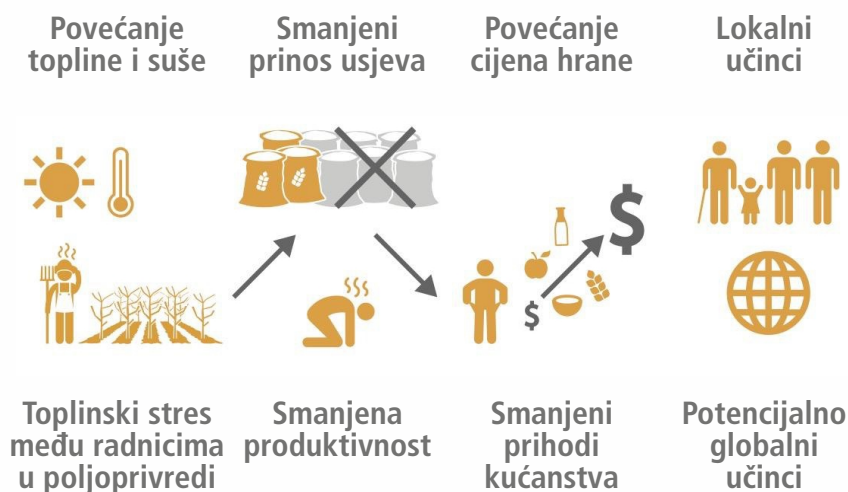 Povećanje
topline i suše
Smanjeni
prinos usjeva
Povećanje
cijena hrane
Lokalni
učinci
$
$
Toplinski stres
među radnicima
u poljoprivredi
Smanjena
produktivnost
Smanjeni
prihodi
kućanstva
Potencijalno
globalni
učinci